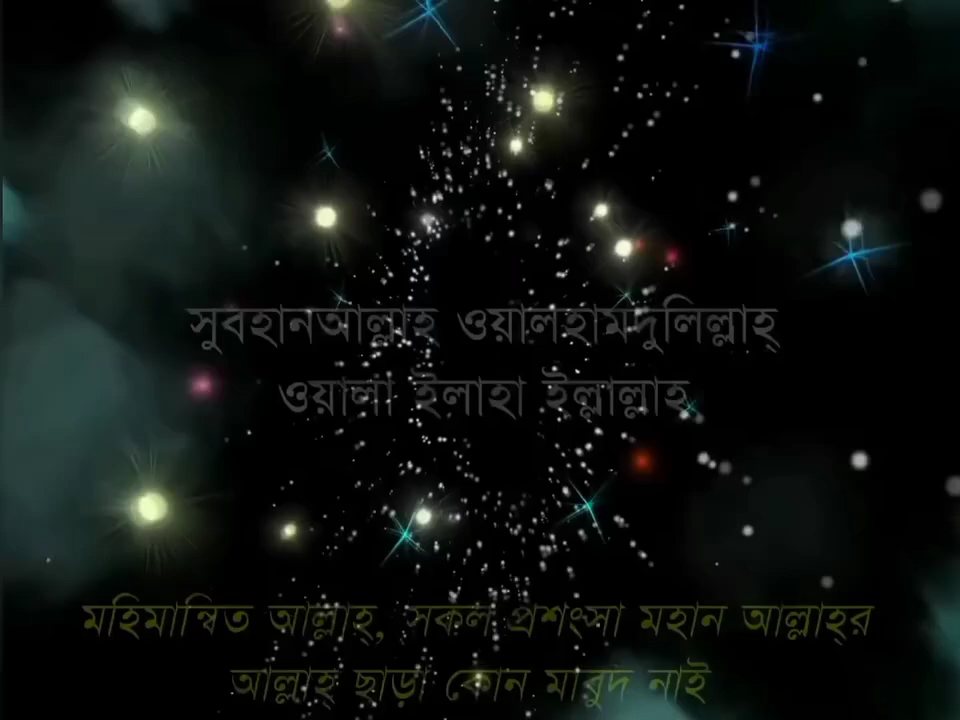 সুবহানআল্লাহ্ ওয়ালহামদুলিল্লাহ্
ওয়ালা ইলাহা ইল্লাল্লাহ্
মহিমান্বিত আল্লাহ্, সকল প্রশংসা মহান আল্লাহ্‌র
আল্লাহ্ ছাড়া কোন মাবুদ নাই